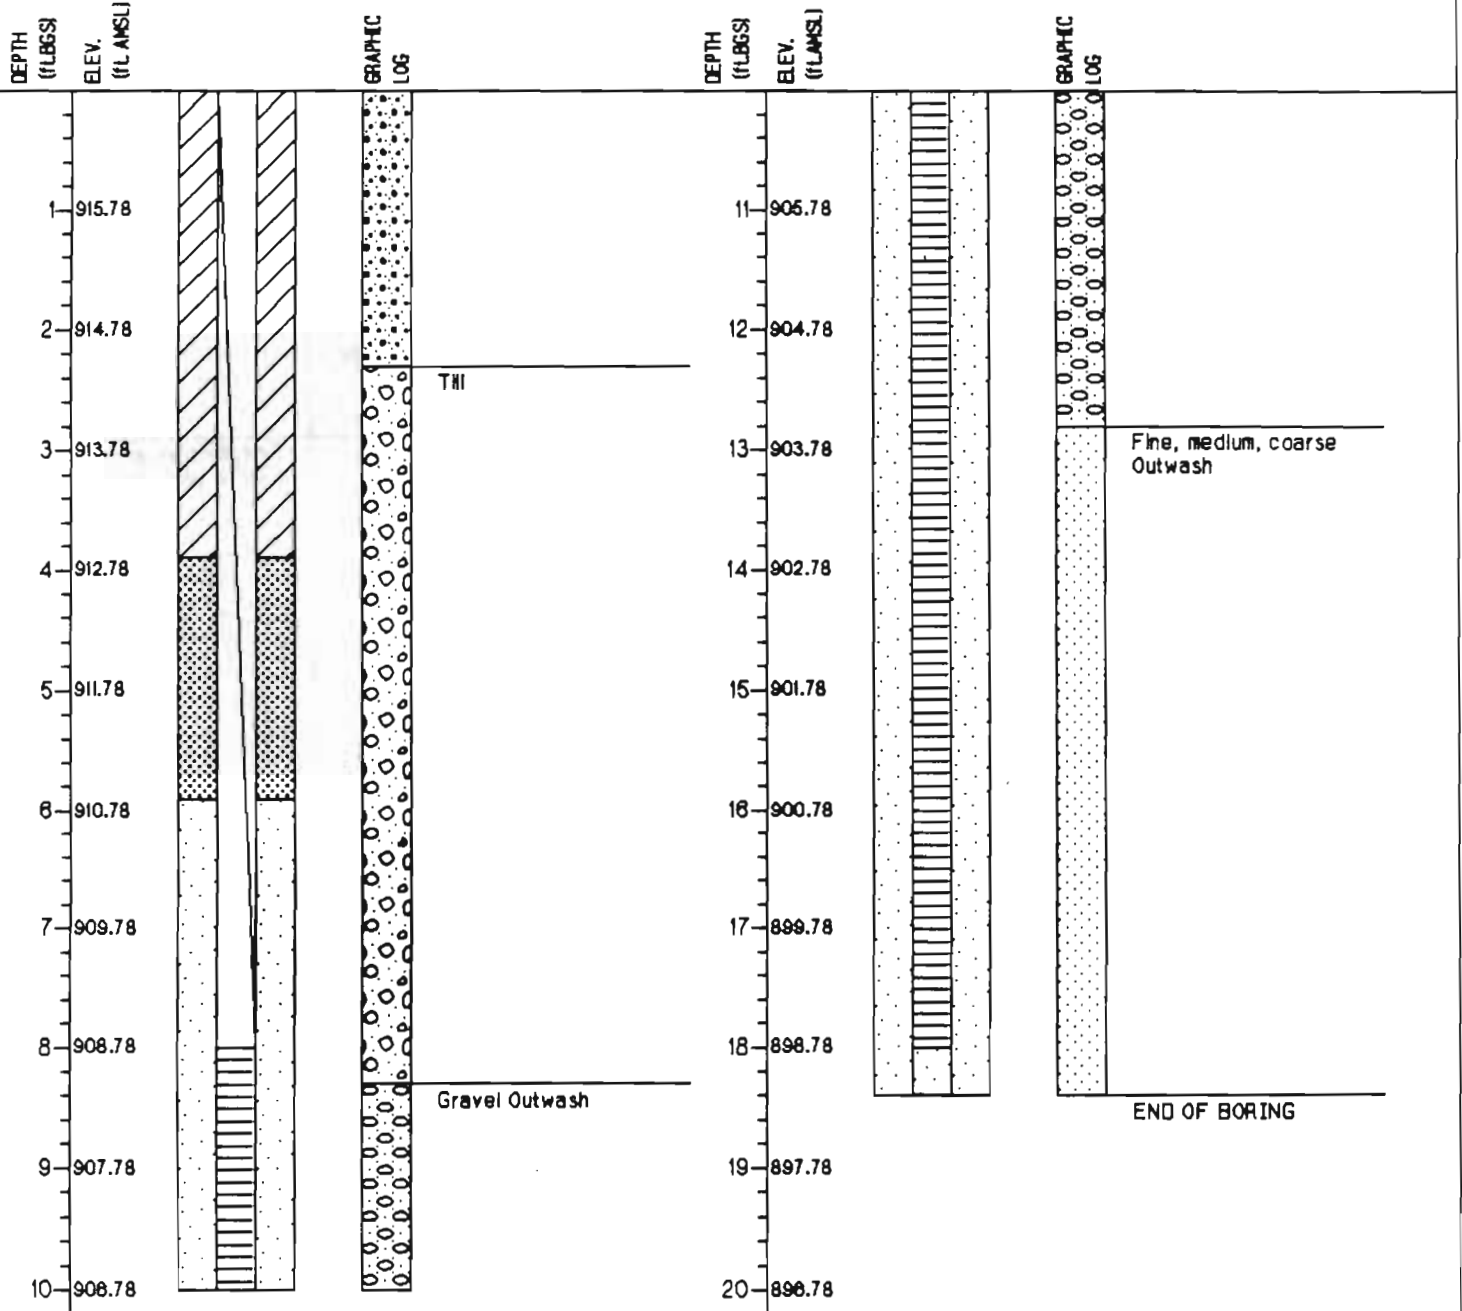 DEPTH
(ft.BGS)
ELEV.
(ft. AMSL)
GRAPHIC
LOG
1 915.78
2 914.78
TIll
3 913.78
4 912.78
5 911.78
6 910.78
7 909.78
8 908.78
Gravel Outwash
9 907.78
10 906.78
DEPTH
(ft.BGS)
ELEV.
(ft.AMSL)
GRAPHIC
LOG
11 905.78
12 904.78
13 903.78
Fine, medium, coarse
Outwash
14 902.78
15 901.78
16 900.78
17 899.78
18 898.78
END OF BORING
19 897.78
20 896.78